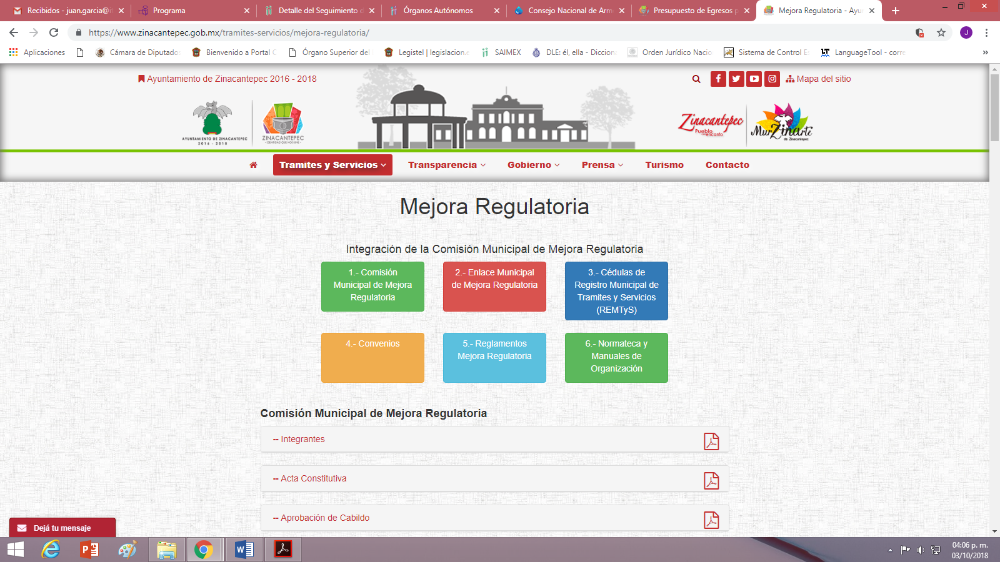 Recibidos - juan.garcia@i
Programa
Detalle del Seguimiento d
Órganos Autónomos
Consejo Nacional de Arm
Presupuesto de Egresos p
Mejora Regulatoria - Ayu
https://www.zinacantepec.gob.mx/tramites-servicios/mejora-regulatoria/
J
Aplicaciones
Cámara de Diputados
Bienvenido a Portal C
Órgano Superior del
Legistel | legislacion.e
SAIMEX
DLE: él, ella - Diccion
Orden Jurídico Nacio
Sistema de Control E
LanguageTool - corre
Ayuntamiento de Zinacantepec 2016 - 2018
Mapa del sitio
AYUNTAMIENTO DE ZINACANTEPEC
2016 - 2018
ZINACANTEPEC
- IDENTIDAD QUE NOS UNE -
Zinacantepec
Pueblo con encanto
MurZinarte
de Zinacantepec
Tramites y Servicios
Transparencia
Gobierno
Prensa
Turismo
Contacto
Mejora Regulatoria
Integración de la Comisión Municipal de Mejora Regulatoria
1.- Comisión
Municipal de Mejora
Regulatoria
2.- Enlace Municipal
de Mejora Regulatoria
3.- Cédulas de
Registro Municipal de
Tramites y Servicios
(REMTyS)
4.- Convenios
5.- Reglamentos
Mejora Regulatoria
6.- Normateca y
Manuales de
Organización
Comisión Municipal de Mejora Regulatoria
-- Integrantes
-- Acta Constitutiva
-- Aprobación de Cabildo
Dejá tu mensaje
04:06 p. m.
03/10/2018